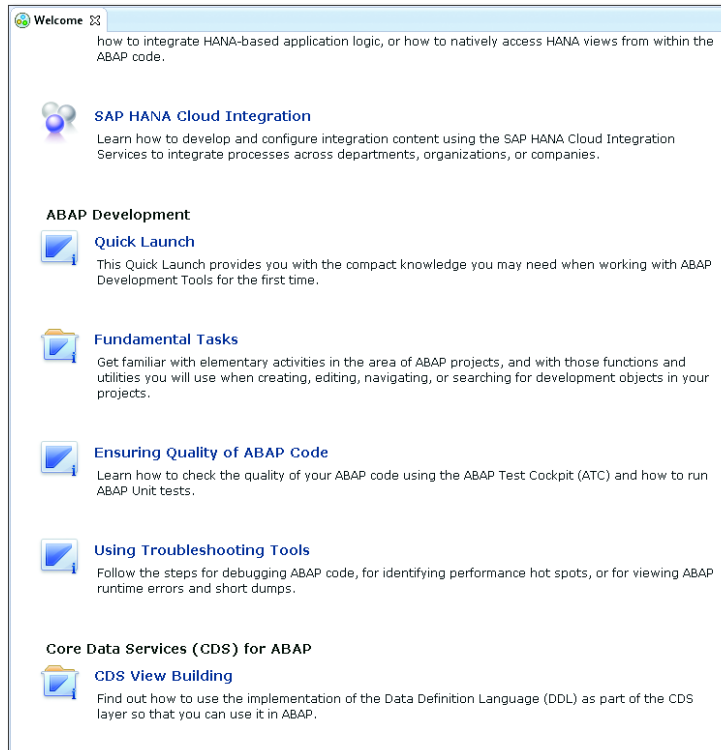 Welcome
how to integrate HANA-based application logic, or how to natively access HANA views from within the
ABAP code.
SAP HANA Cloud Integration
Learn how to develop and configure integration content using the SAP HANA Cloud Integration
Services to integrate processes across departments, organizations, or companies.
ABAP Development
Quick Launch
This Quick Launch provides you with the compact knowledge you may need when working with ABAP
Development Tools for the first time.
Fundamental Tasks
Get familiar with elementary activities in the area of ABAP projects, and with those functions and
utilities you will use when creating, editing, navigating, or searching for development objects in your
projects.
Ensuring Quality of ABAP Code
Learn how to check the quality of your ABAP code using the ABAP Test Cockpit (ATC) and how to run
ABAP Unit tests.
Using Troubleshooting Tools
Follow the steps for debugging ABAP code, for identifying performance hot spots, or for viewing ABAP
runtime errors and short dumps.
Core Data Services (CDS) for ABAP
CDS View Building
Find out how to use the implementation of the Data Definition Language (DDL) as part of the CDS
layer so that you can use it in ABAP.